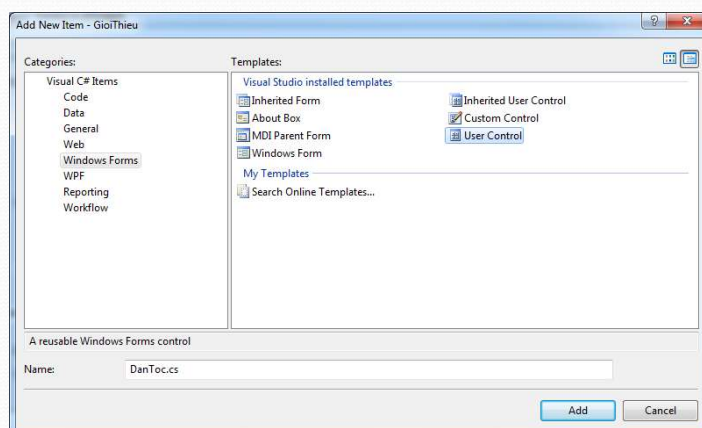 Add New Item - GioiThieu
Categories:
Templates:
Visual C# Items
Code
Data
General
Web
Windows Forms
WPF
Reporting
Workflow
Visual Studio installed templates
Inherited Form
Inherited User Control
About Box
Custom Control
MDI Parent Form
User Control
Windows Form
My Templates
Search Online Templates...
A reusable Windows Forms control
Name:
DanToc.cs
Add
Cancel